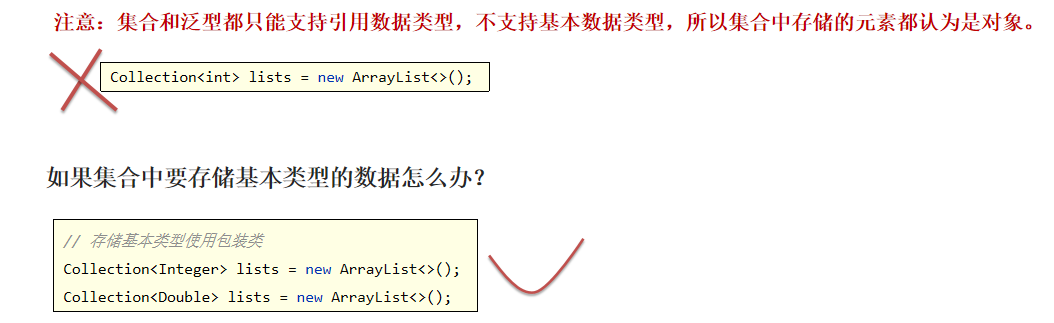 注意：集合和泛型都只能支持引用数据类型，不支持基本数据类型，所以集合中存储的元素都认为是对象。
Collection<int> lists = new ArrayList<>();
如果集合中要存储基本类型的数据怎么办？
// 存储基本类型使用包装类
Collection<Integer> lists = new ArrayList<>();
Collection<Double> lists = new ArrayList<>();